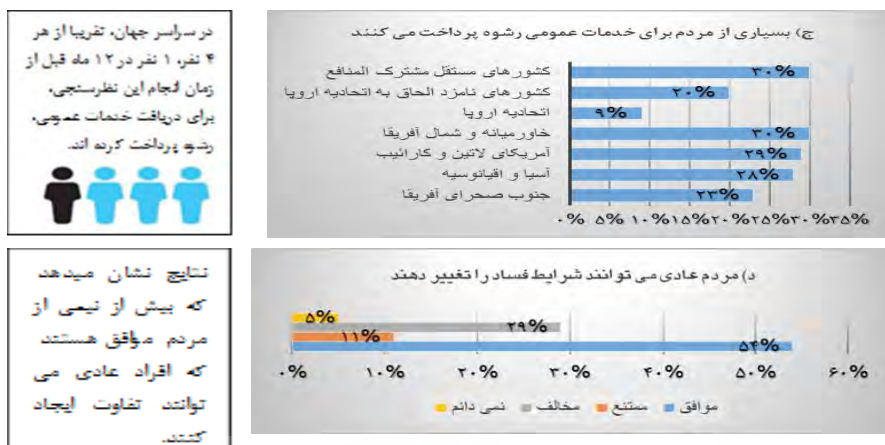 ج) بسیاری از مردم برای خدمات عمومی رشوه پرداخت می کنند
کشورهای مستقل مشترک المنافع
۳۰%
کشورهای نامزد الحاق به اتحادیه اروپا
۲۰%
اتحادیه اروپا
۹%
خاورمیانه و شمال آفریقا
۳۰%
آمریکای لاتین و کارائیب
۲۹%
آسیا و اقیانوسیه
۲۸%
جنوب صحرای آفریقا
۲۳%
۰% ۵% ۱۰% ۱۵% ۲۰% ۲۵% ۳۰% ۳۵%
در سراسر جهان، تقریبا از هر
۴ نفر، ۱ نفر در ۱۲ ماه قبل از
زمان انجام این نظرسنجی،
برای دریافت خدمات عمومی،
رشوه پرداخت کرده اند.
د) مردم عادی می توانند شرایط فساد را تغییر دهند
۵%
۲۹%
۱۱%
۵۴%
۰% ۱۰% ۲۰% ۳۰% ۴۰% ۵۰% ۶۰%
موافق ممتنع مخالف نمی دانم
نتایج نشان میدهد
که بیش از نیمی از
مردم موافق هستند
که افراد عادی می
توانند تفاوت ایجاد
کنند.